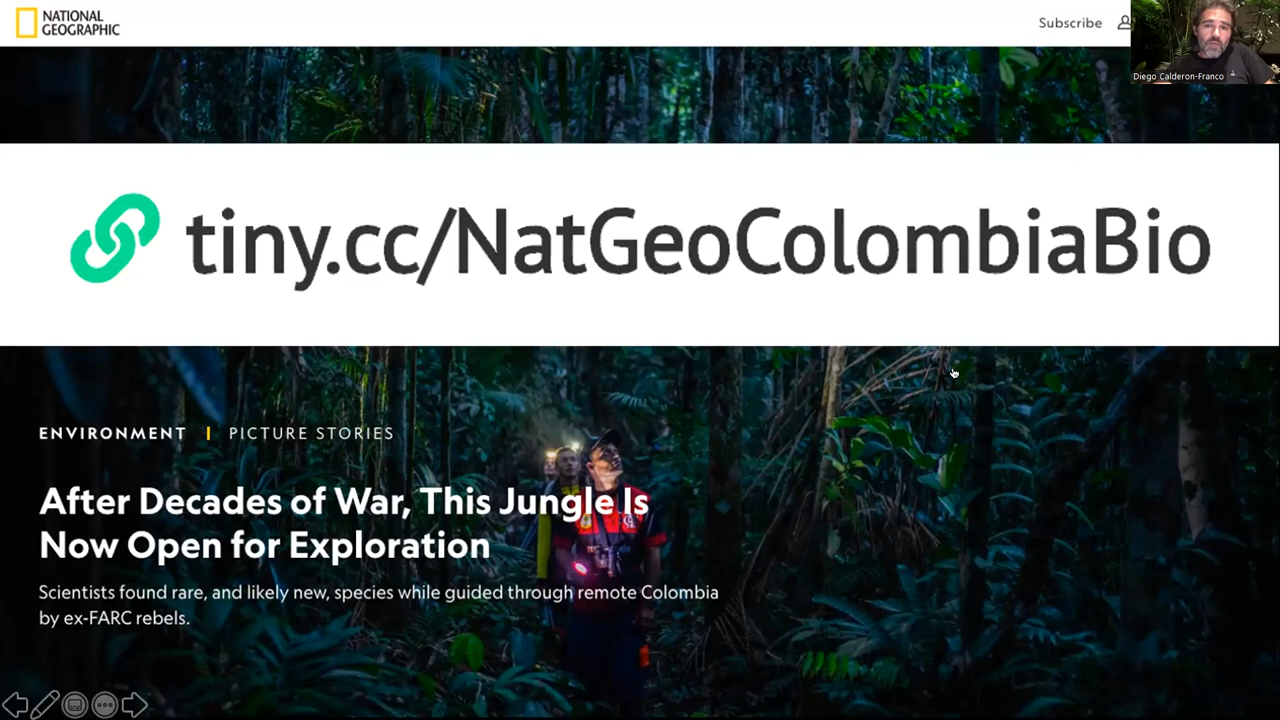 NATIONAL
GEOGRAPHIC
Subscribe
Diego Calderon-Franco
tiny.cc/NatGeoColombiaBio
ENVIRONMENT | PICTURE STORIES
After Decades of War, This Jungle Is
Now Open for Exploration
Scientists found rare, and likely new, species while guided through remote Colombia
by ex-FARC rebels.